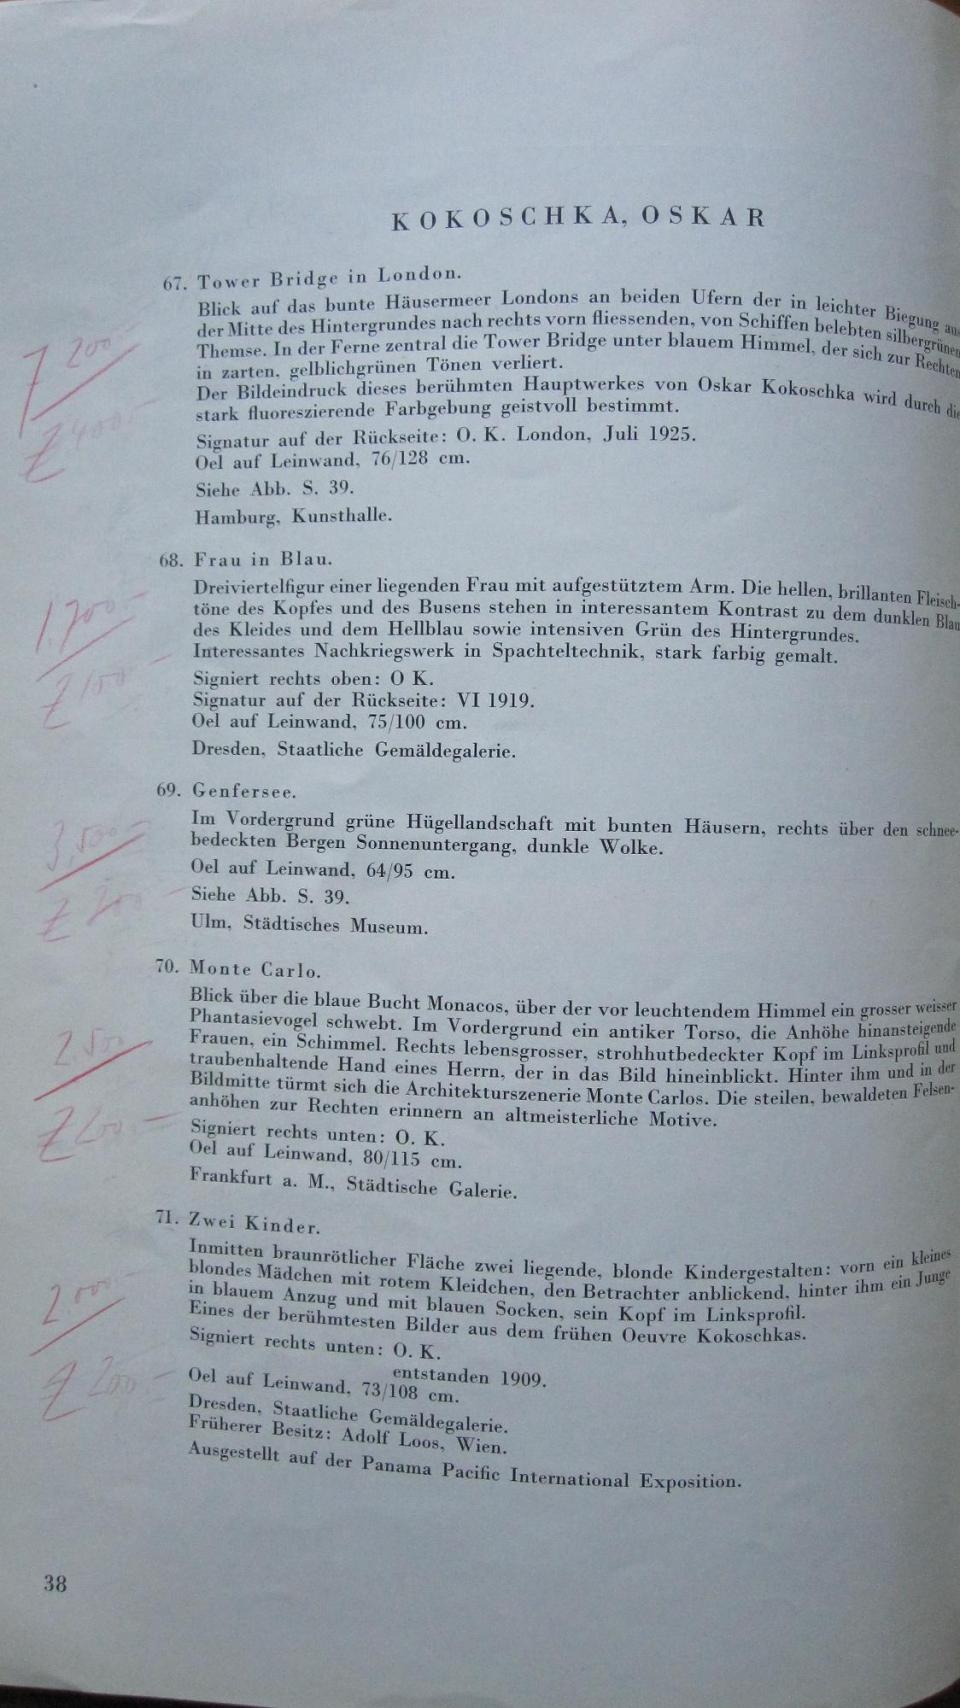 KOKOSCHKA, OSKAR
67. Tower Bridge in London.
Blick auf das bunte Häusermeer Londons an beiden Ufern der in leichter Biegung aus
der Mitte des Hintergrundes nach rechts vorn fliessenden, von Schiffen belebten silbergrünen
Themse. In der Ferne zentral die Tower Bridge unter blauem Himmel, der sich zur Rechten
in zarten, gelblichgrünen Tönen verliert.
Der Bildeindruck dieses berühmten Hauptwerkes von Oskar Kokoschka wird durch die
stark fluoreszierende Farbgebung geistvoll bestimmt.
Signatur auf der Rückseite: O. K. London, Juli 1925.
Oel auf Leinwand, 76/128 cm.
Siehe Abb. S. 39.
Hamburg, Kunsthalle.
68. Frau in Blau.
Dreiviertelfigur einer liegenden Frau mit aufgestütztem Arm. Die hellen, brillanten Fleisch-
töne des Kopfes und des Busens stehen in interessantem Kontrast zu dem dunklen Blau
des Kleides und dem Hellblau sowie intensiven Grün des Hintergrundes.
Interessantes Nachkriegswerk in Spachteltechnik, stark farbig gemalt.
1.700.-
Signiert rechts oben: O K.
Signatur auf der Rückseite: VI 1919.
Oel auf Leinwand, 75/100 cm.
Dresden, Staatliche Gemäldegalerie.
69. Genfersee.
Im Vordergrund grüne Hügellandschaft mit bunten Häusern, rechts über den schnee-
bedeckten Bergen Sonnenuntergang, dunkle Wolke.
3,500.-
Oel auf Leinwand, 64/95 cm.
Siehe Abb. S. 39.
Ulm, Städtisches Museum.
70. Monte Carlo.
Blick über die blaue Bucht Monacos, über der vor leuchtendem Himmel ein grosser weisser
Phantasievogel schwebt. Im Vordergrund ein antiker Torso, die Anhöhe hinansteigende
Frauen, ein Schimmel. Rechts lebensgrosser, strohhutbedeckter Kopf im Linksprofil und
traubenhaltende Hand eines Herrn, der in das Bild hineinblickt. Hinter ihm und in der
Bildmitte türmt sich die Architekturszenerie Monte Carlos. Die steilen, bewaldeten Felsen-
anhöhen zur Rechten erinnern an altmeisterliche Motive.
Signiert rechts unten: O. K.
Oel auf Leinwand, 80/115 cm.
Frankfurt a. M., Städtische Galerie.
71. Zwei Kinder.
Inmitten braunrötlicher Fläche zwei liegende, blonde Kindergestalten: vorn ein kleines
blondes Mädchen mit rotem Kleidchen, den Betrachter anblickend, hinter ihm ein Junge
in blauem Anzug und mit blauen Socken, sein Kopf im Linksprofil.
Eines der berühmtesten Bilder aus dem frühen Oeuvre Kokoschkas.
2.000.-
Signiert rechts unten: O. K.
entstanden 1909.
Oel auf Leinwand, 73/108 cm.
Dresden, Staatliche Gemäldegalerie.
Früherer Besitz: Adolf Loos, Wien.
Ausgestellt auf der Panama Pacific International Exposition.
38